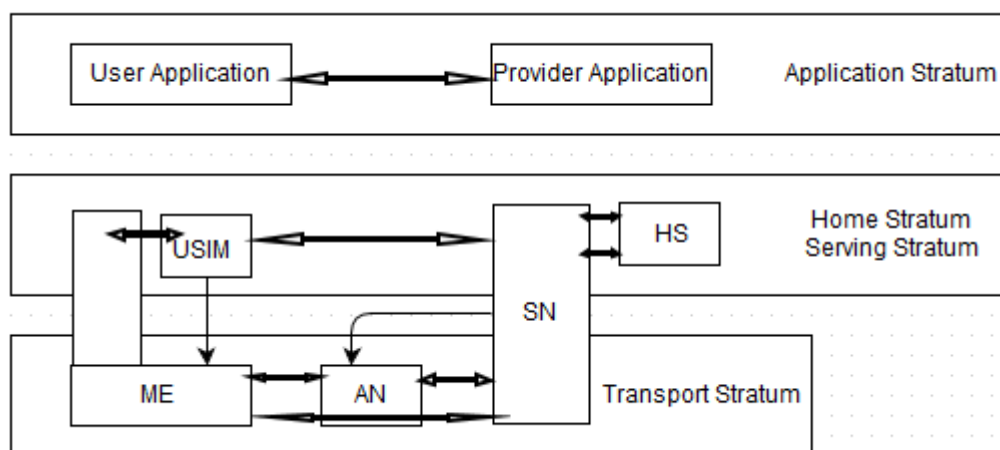 User Application
Provider Application
Application Stratum
Home Stratum
Serving Stratum
USIM
HS
SN
ME
AN
Transport Stratum